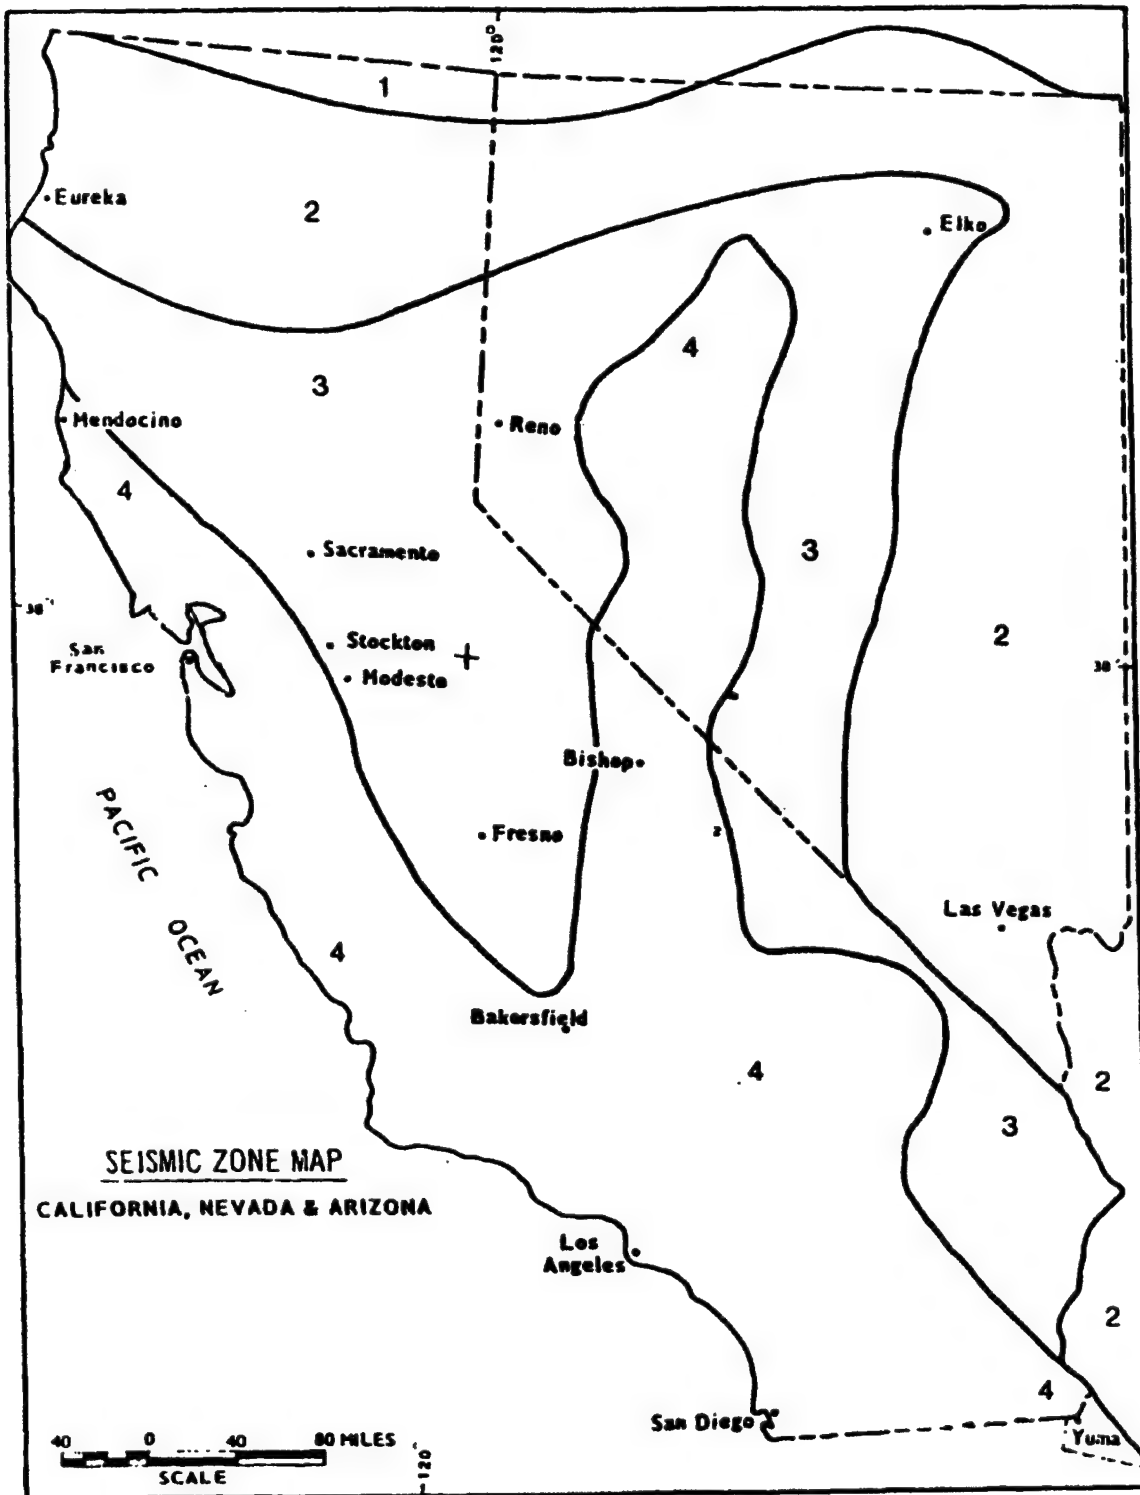 120°
1
Eureka
2
Elko
4
3
Mendocino
Reno
4
Sacramento
3
38°
2
San
Francisco
Stockton
Modesto
38°
Bishop
PACIFIC OCEAN
z
Fresno
Las Vegas
4
Bakersfield
4
2
3
SEISMIC ZONE MAP
CALIFORNIA, NEVADA & ARIZONA
Los
Angeles
2
4
San Diego
Yuma
40 0 40 80 MILES
SCALE
120